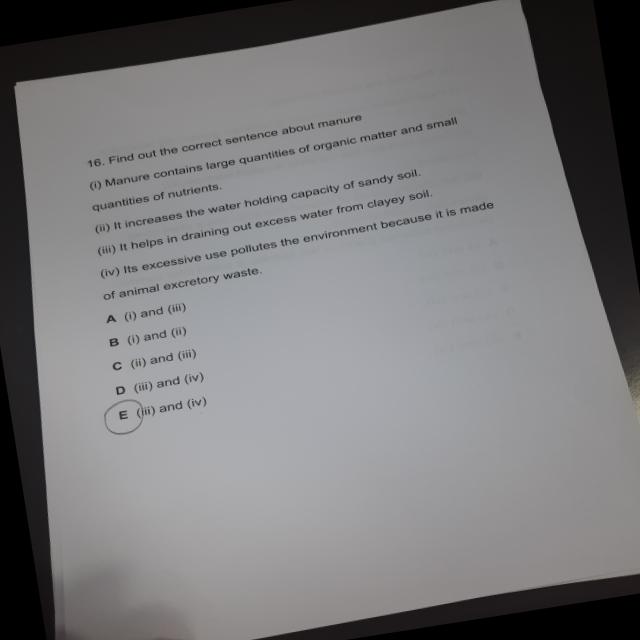 16. Find out the correct sentence about manure
(i) Manure contains large quantities of organic matter and small
quantities of nutrients.
(ii) It increases the water holding capacity of sandy soil.
(iii) It helps in draining out excess water from clayey soil.
(iv) Its excessive use pollutes the environment because it is made
of animal excretory waste.
A (i) and (iii)
B (i) and (ii)
C (ii) and (iii)
D (iii) and (iv)
E (iii) and (iv)